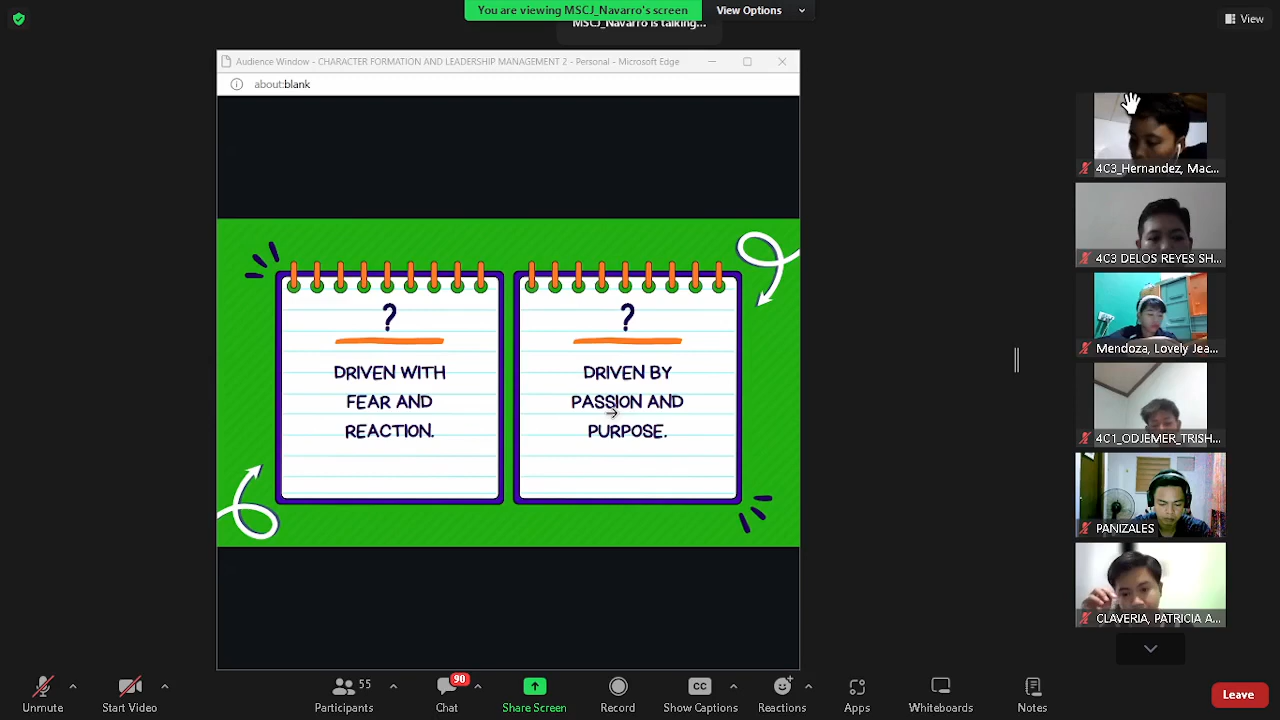 You are viewing MSCJ_Navarro's screen
View Options
MSCJ_Navarro is talking...
View
Audience Window - CHARACTER FORMATION AND LEADERSHIP MANAGEMENT 2 - Personal - Microsoft Edge
about:blank
?
DRIVEN WITH
FEAR AND
REACTION.
?
DRIVEN BY
PASSION AND
PURPOSE.
4C3_Hernandez, Mac...
4C3 DELOS REYES SH...
Mendoza, Lovely Jea...
4C1_ODJEMER_TRISH...
PANIZALES
CLAVERIA, PATRICIA A...
Unmute
Start Video
55
Participants
90
Chat
Share Screen
Record
CC
Show Captions
Reactions
Apps
Whiteboards
Notes
Leave